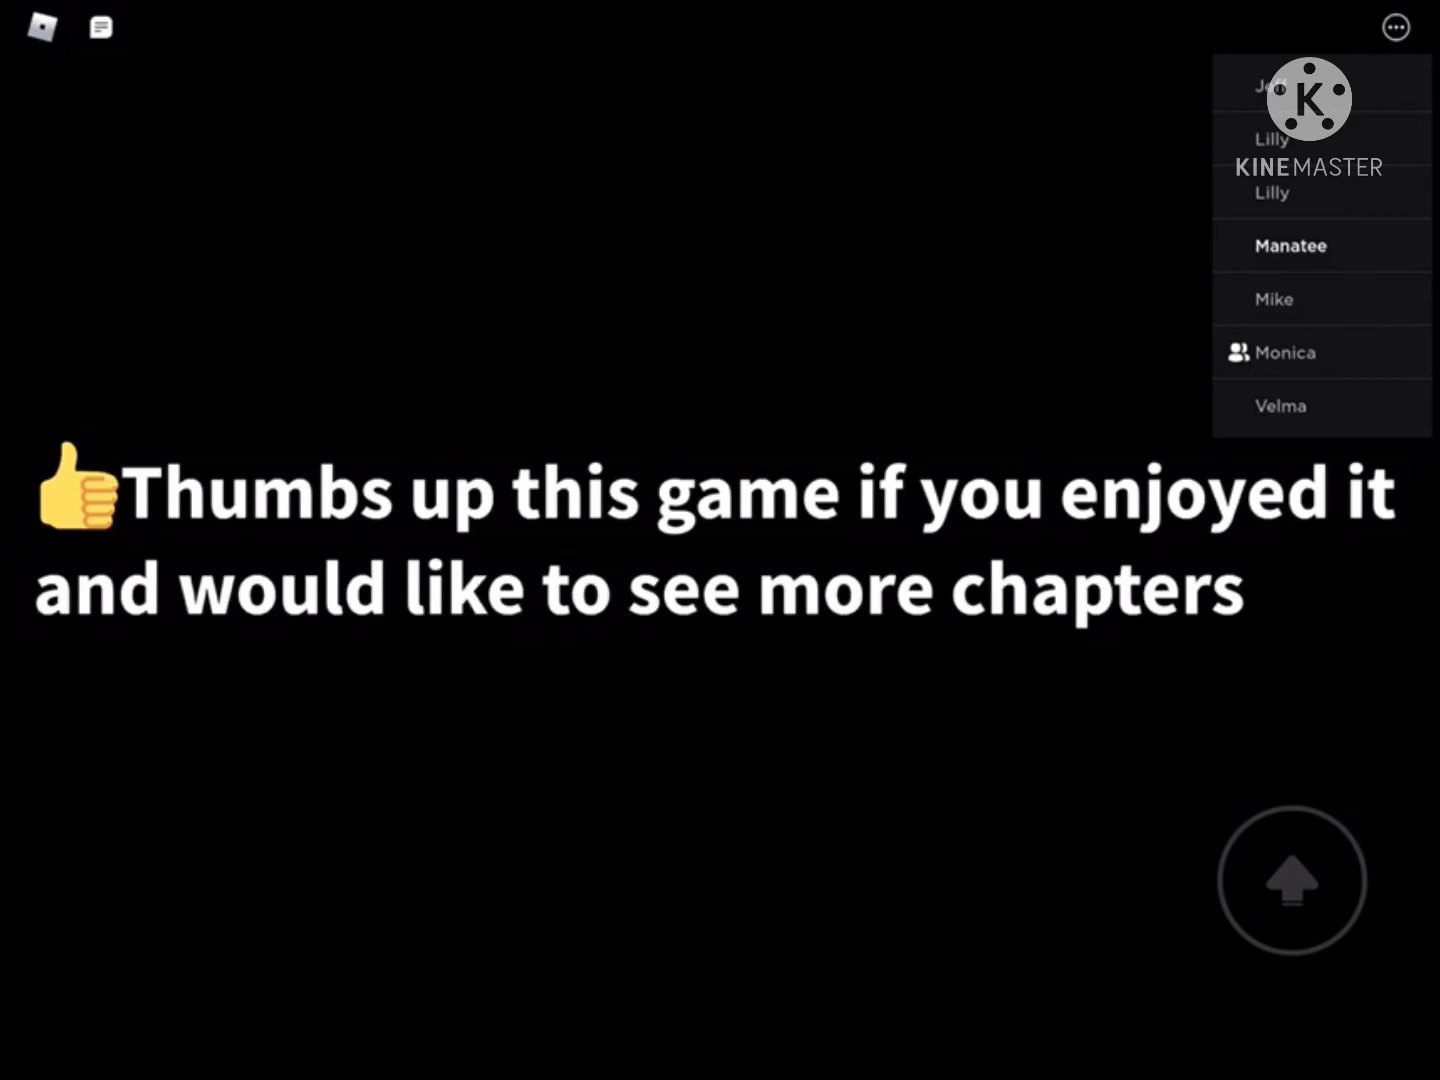 Jeff
K
Lilly
KINEMASTER
Lilly
Manatee
Mike
Monica
Velma
👍Thumbs up this game if you enjoyed it
and would like to see more chapters